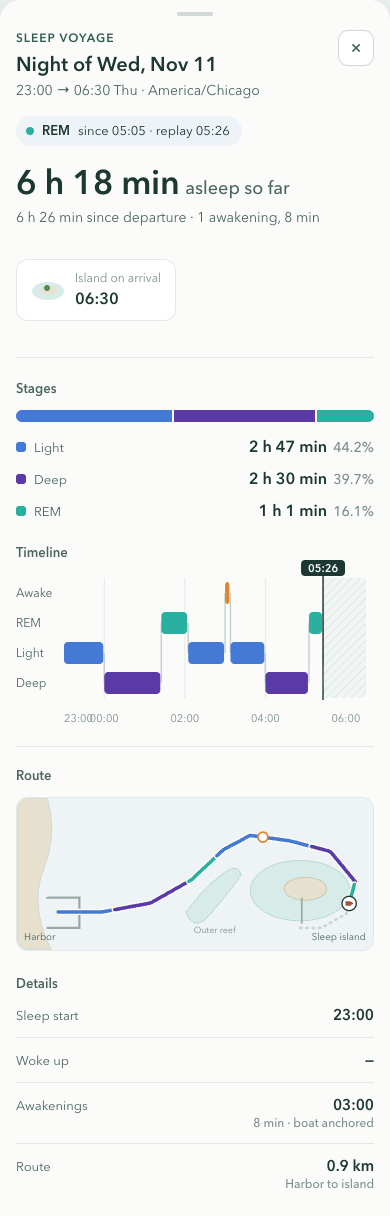 SLEEP VOYAGE
Night of Wed, Nov 11
23:00 → 06:30 Thu · America/Chicago
×
REM since 05:05 · replay 05:26
6 h 18 min asleep so far
6 h 26 min since departure · 1 awakening, 8 min
Island on arrival
06:30
Stages
Light 2 h 47 min 44.2%
Deep 2 h 30 min 39.7%
REM 1 h 1 min 16.1%
Timeline
05:26
Awake
REM
Light
Deep
23:00 00:00 02:00 04:00 06:00
Route
Outer reef
Harbor
Sleep island
Details
Sleep start 23:00
Woke up –
Awakenings 03:00
8 min · boat anchored
Route 0.9 km
Harbor to island